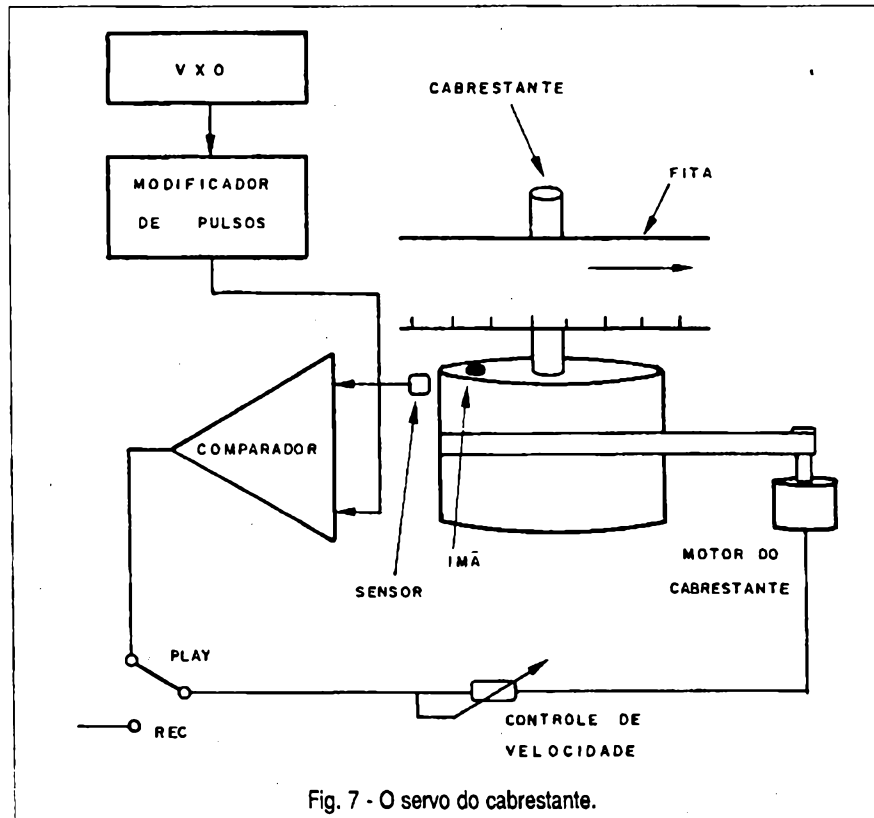 VXO
MODIFICADOR
DE PULSOS
CABRESTANTE
FITA
COMPARADOR
SENSOR
IMÃ
MOTOR DO
CABRESTANTE
PLAY
REC
CONTROLE DE
VELOCIDADE
Fig. 7 - O servo do cabrestante.